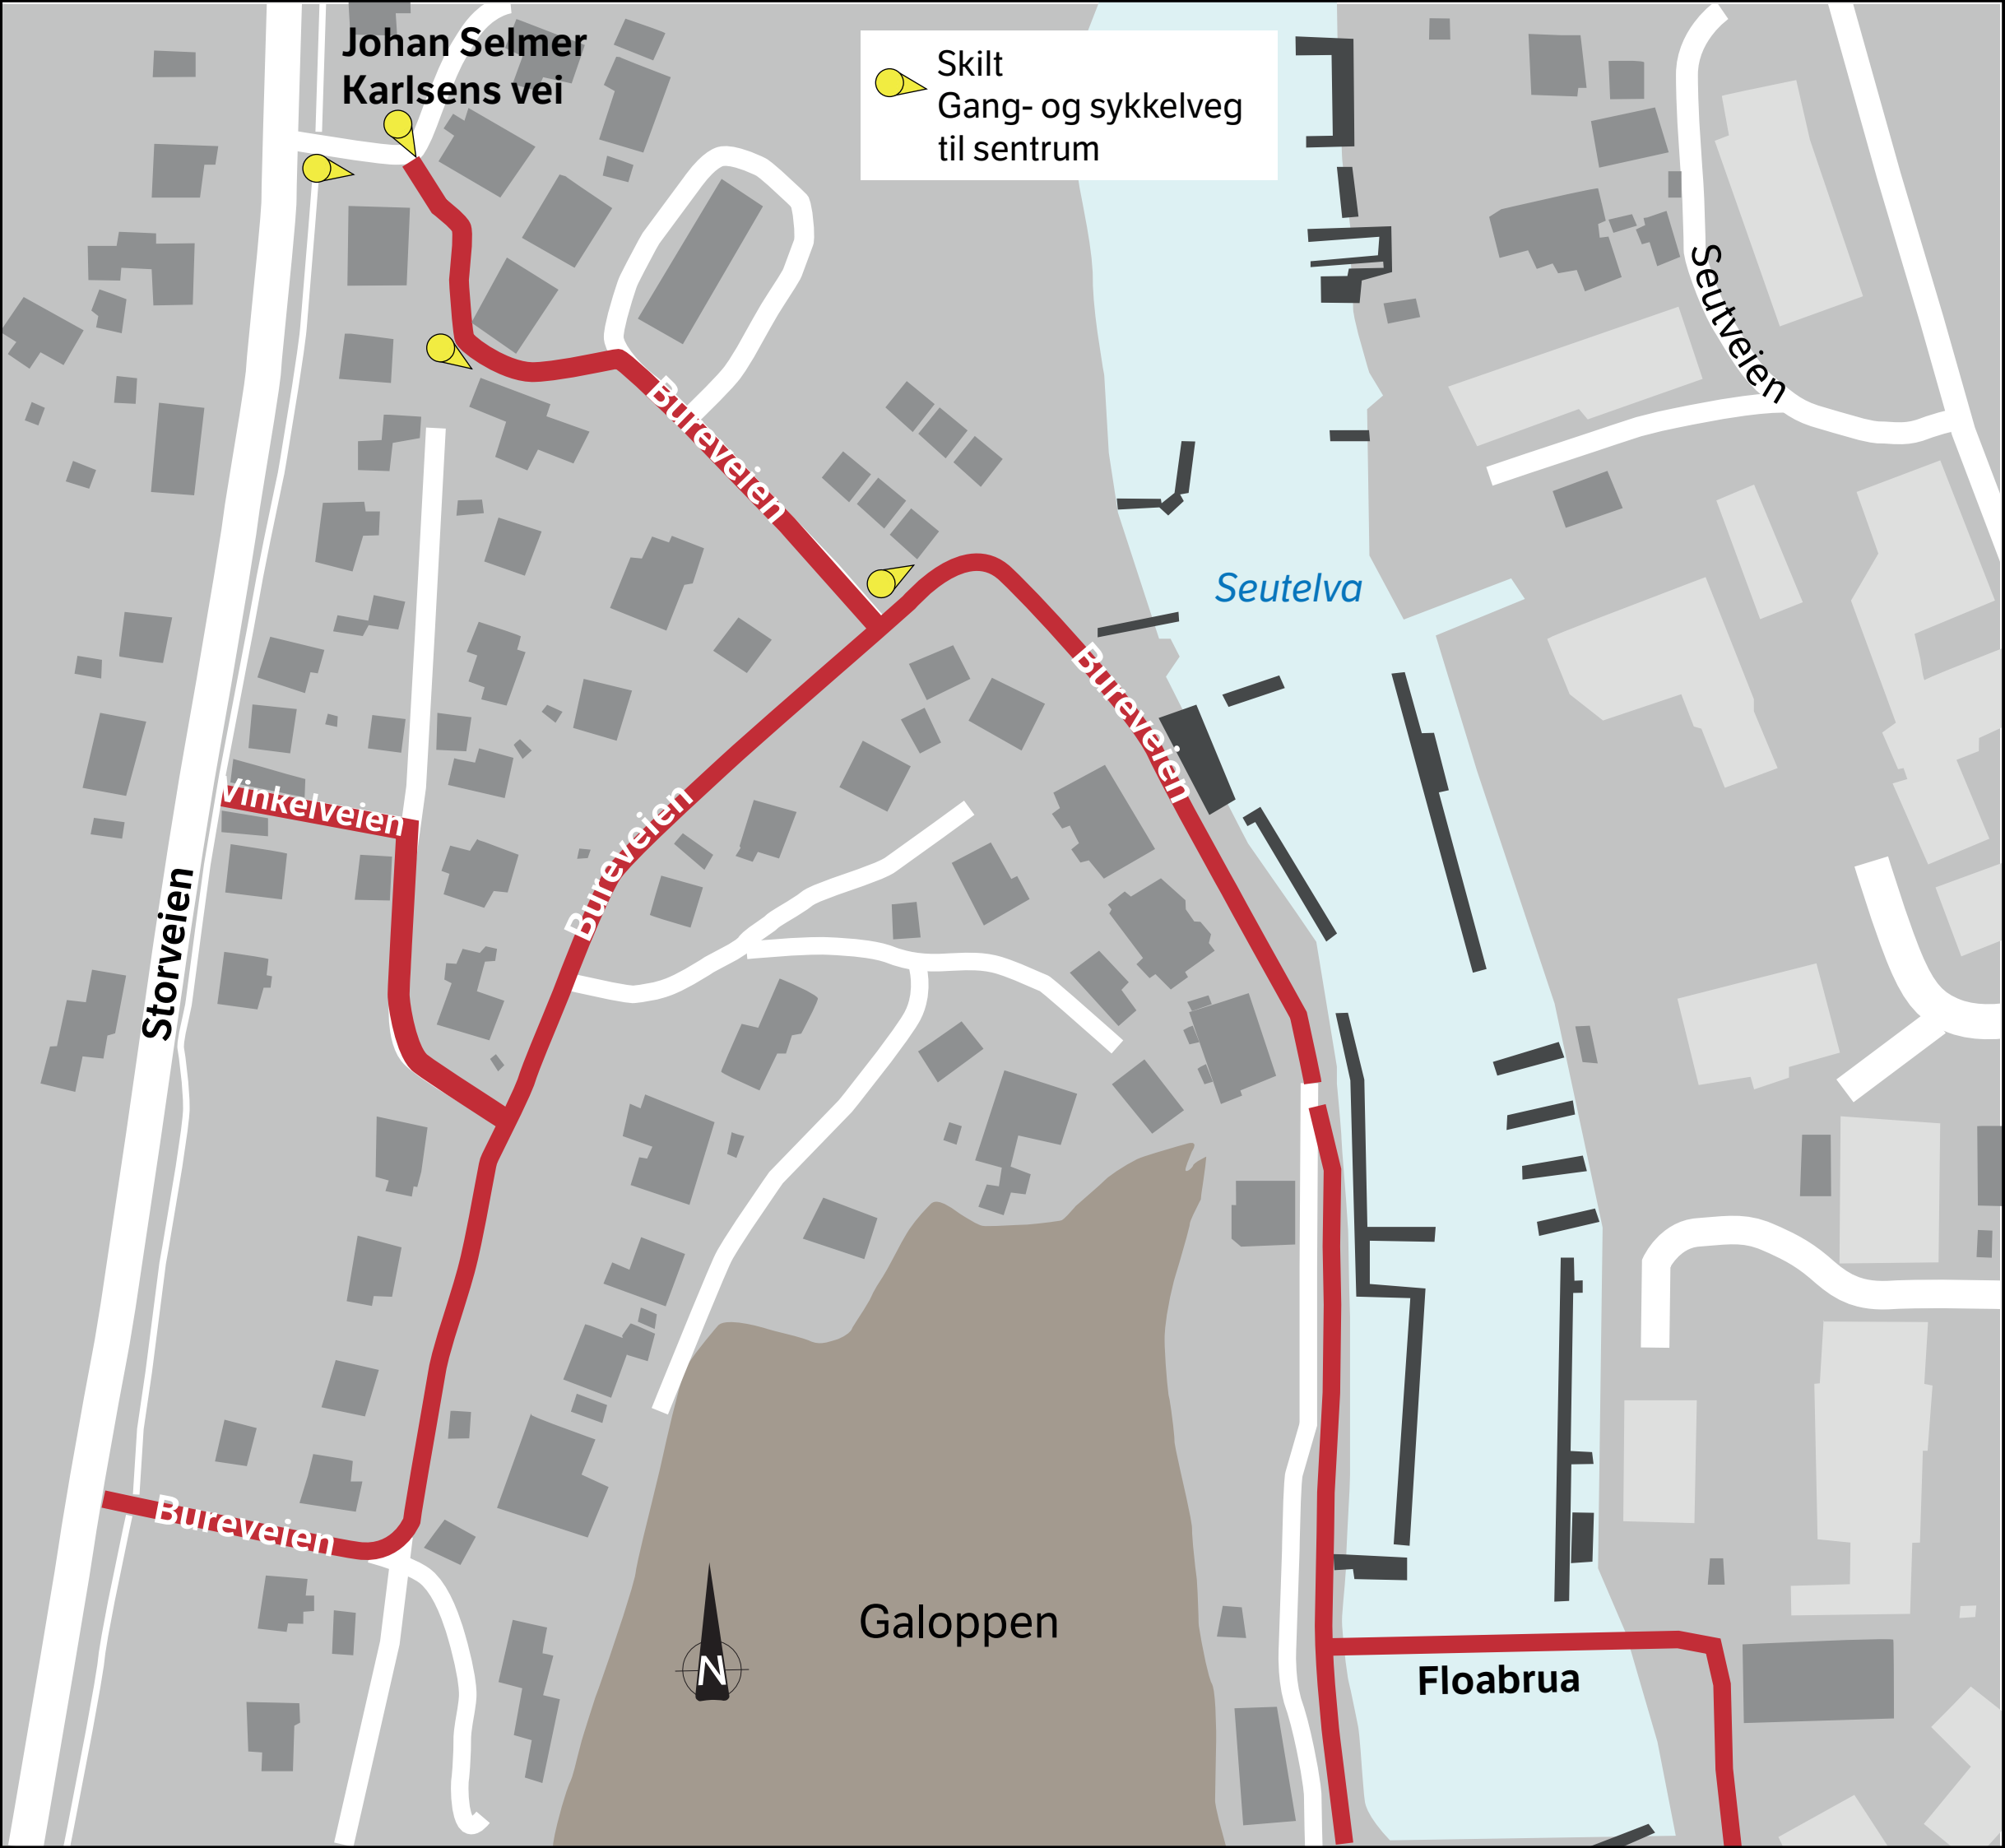 Johan Selmer
Karlsens vei
Skilt
Gang- og sykkelveg
til sentrum
Seutveien
Bureveien
Seutelva
Bureveien
Vinkelveien
Bureveien
Storveien
Bureveien
Galoppen
N
Floabrua